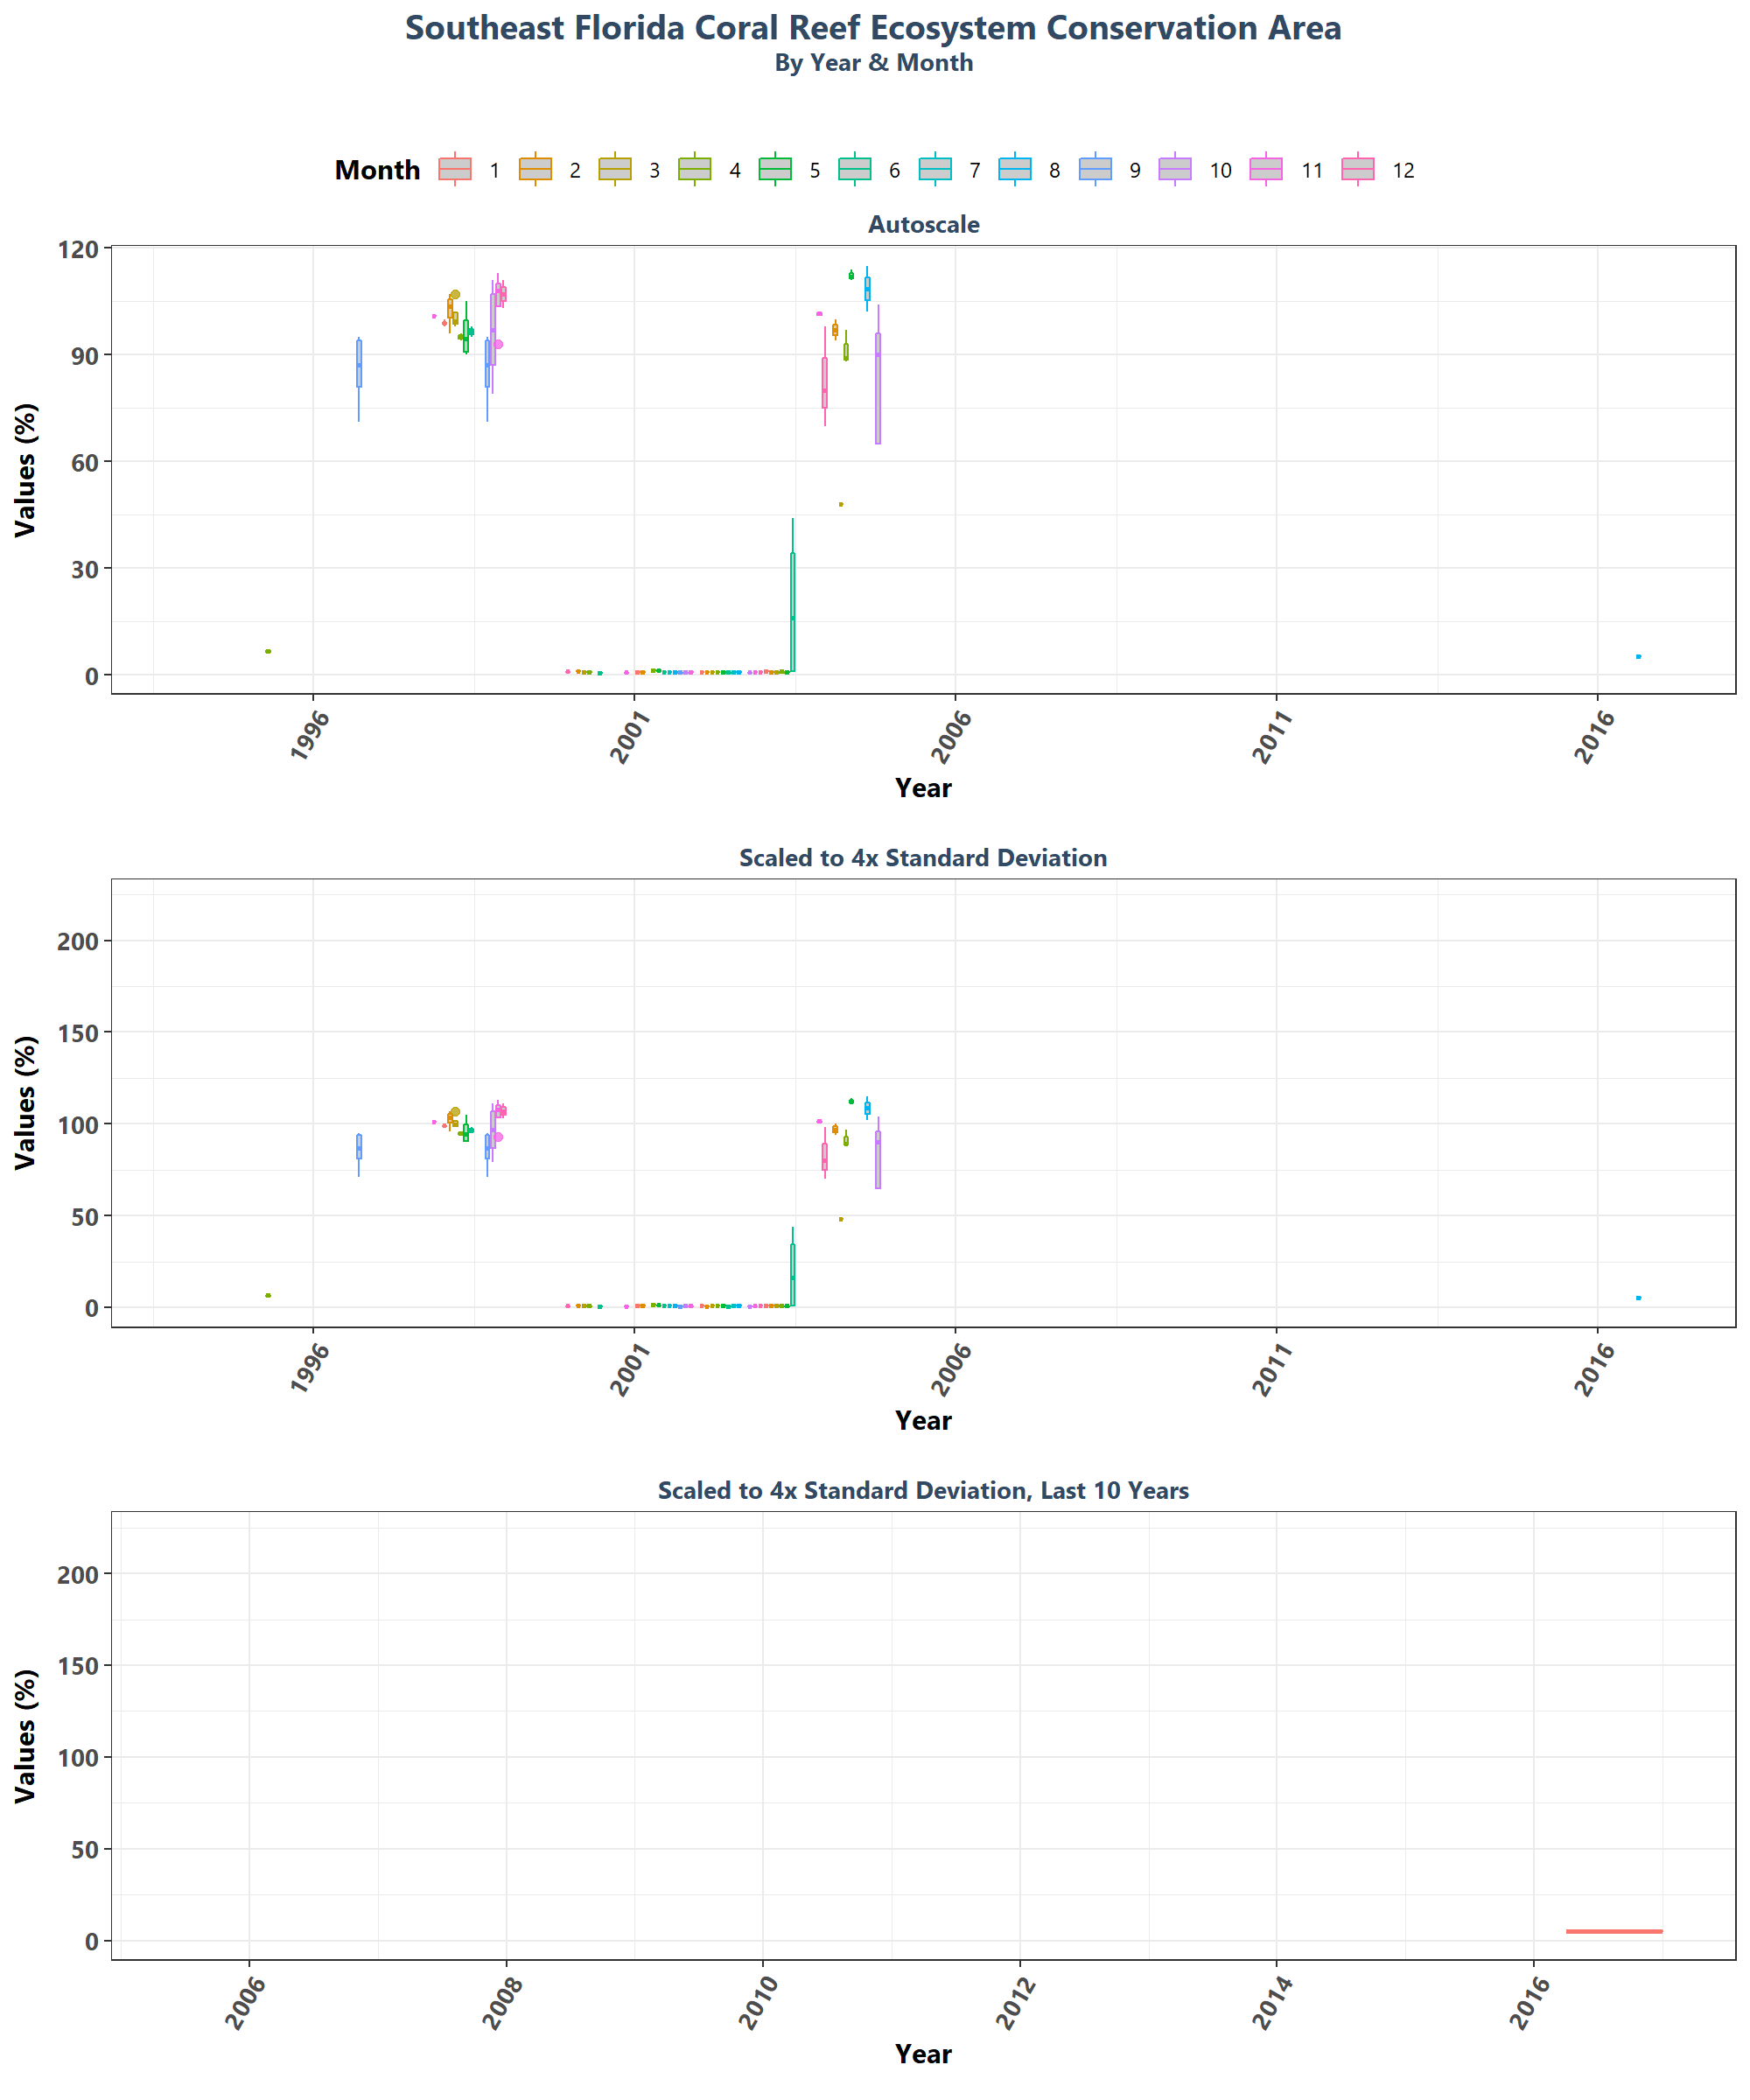 Southeast Florida Coral Reef Ecosystem Conservation Area
By Year & Month
Month 1 2 3 4 5 6 7 8 9 10 11 12
Autoscale
120
90
60
30
0
Values (%)
1996 2001 2006 2011 2016
Year
Scaled to 4x Standard Deviation
200
150
100
50
0
Values (%)
1996 2001 2006 2011 2016
Year
Scaled to 4x Standard Deviation, Last 10 Years
200
150
100
50
0
Values (%)
2006 2008 2010 2012 2014 2016
Year